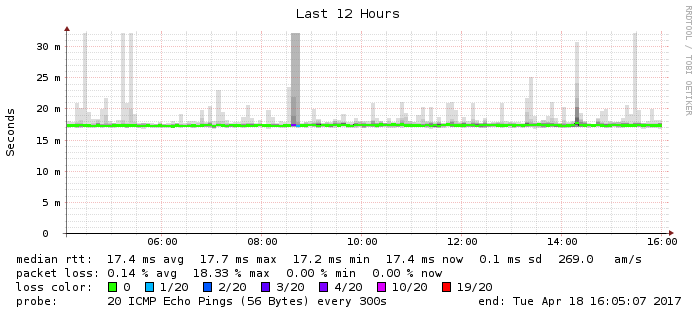 Last 12 Hours
RRDTOOL / TOBI OETIKER
Seconds
30 m
25 m
20 m
15 m
10 m
5 m
0
06:00 08:00 10:00 12:00 14:00 16:00
median rtt: 17.4 ms avg 17.7 ms max 17.2 ms min 17.4 ms now 0.1 ms sd 269.0 am/s
packet loss: 0.14 % avg 18.33 % max 0.00 % min 0.00 % now
loss color: 0 1/20 2/20 3/20 4/20 10/20 19/20
probe: 20 ICMP Echo Pings (56 Bytes) every 300s end: Tue Apr 18 16:05:07 2017